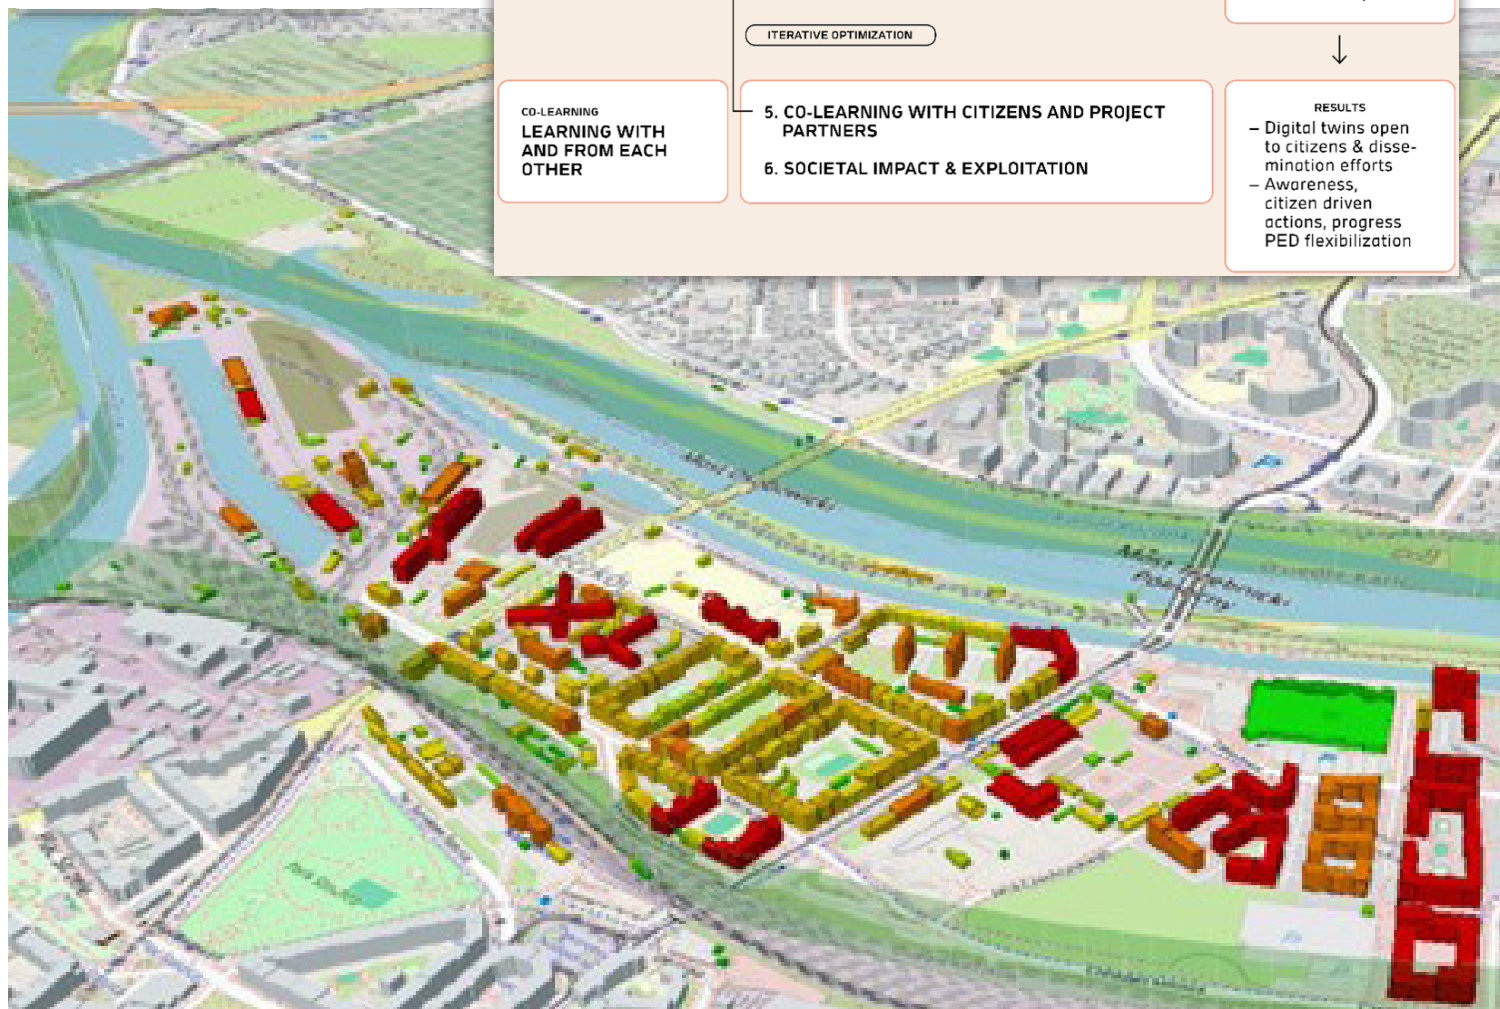 ITERATIVE OPTIMIZATION
CO-LEARNING
LEARNING WITH
AND FROM EACH
OTHER
5. CO-LEARNING WITH CITIZENS AND PROJECT
PARTNERS
6. SOCIETAL IMPACT & EXPLOITATION
RESULTS
– Digital twins open
to citizens & disse-
mination efforts
– Awareness,
citizen driven
actions, progress
PED flexibilization